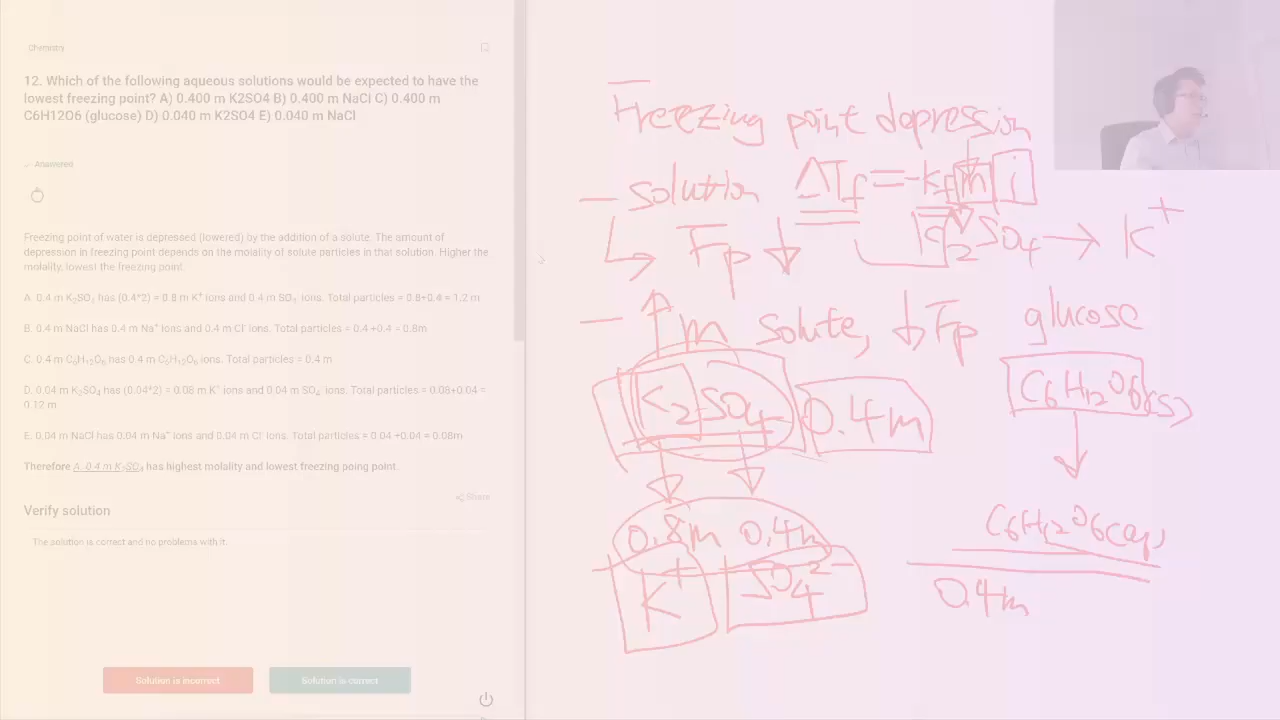 Chemistry
12. Which of the following aqueous solutions would be expected to have the
lowest freezing point? A) 0.400 m K2SO4 B) 0.400 m NaCl C) 0.400 m
C6H12O6 (glucose) D) 0.040 m K2SO4 E) 0.040 m NaCl
Answered
Freezing point of water is depressed (lowered) by the addition of a solute. The amount of
depression in freezing point depends on the molality of solute particles in that solution. Higher the
molality, lowest the freezing point.
A. 0.4 m K₂SO₄ has (0.4*2) = 0.8 m K⁺ ions and 0.4 m SO₄ ions. Total particles = 0.8+0.4 = 1.2 m
B. 0.4 m NaCl has 0.4 m Na⁺ ions and 0.4 m Cl⁻ ions. Total particles = 0.4 +0.4 = 0.8m
C. 0.4 m C₆H₁₂O₆ has 0.4 m C₆H₁₂O₆ ions. Total particles = 0.4 m
D. 0.04 m K₂SO₄ has (0.04*2) = 0.08 m K⁺ ions and 0.04 m SO₄ ions. Total particles = 0.08+0.04 =
0.12 m
E. 0.04 m NaCl has 0.04 m Na⁺ ions and 0.04 m Cl⁻ ions. Total particles = 0.04 +0.04 = 0.08m
Therefore A. 0.4 m K₂SO₄ has highest molality and lowest freezing poing point.
Share
Verify solution
The solution is correct and no problems with it.
Solution is incorrect
Solution is correct
Freezing point depression
— solution ΔTf = -kf m i
↳ Fp ↓ K₂SO₄ → K⁺
— ↑ m solute, ↓ Fp
glucose
K₂SO₄ 0.4m
C₆H₁₂O₆(s)
0.8m 0.4m
K⁺ SO₄²⁻
C₆H₁₂O₆(aq)
0.4m